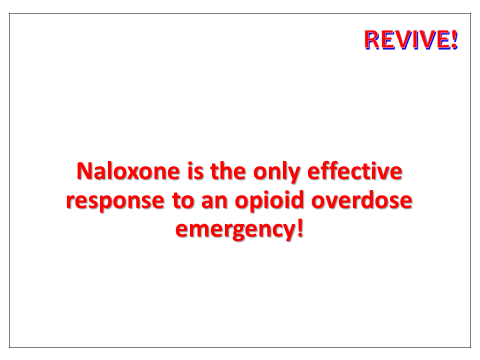 REVIVE!
Naloxone is the only effective
response to an opioid overdose
emergency!